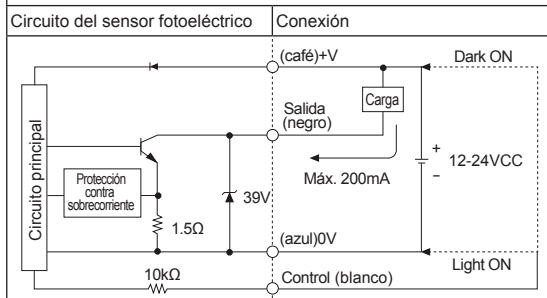 Circuito del sensor fotoeléctrico
Conexión
(café)+V
Dark ON
Salida
(negro)
Carga
Circuito principal
Máx. 200mA
+
−
12-24VCC
Protección
contra
sobrecorriente
39V
1.5Ω
(azul)0V
Light ON
10kΩ
Control (blanco)